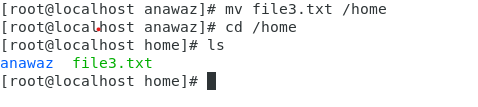 [root@localhost anawaz]# mv file3.txt /home
[root@localhost anawaz]# cd /home
[root@localhost home]# ls
anawaz  file3.txt
[root@localhost home]#